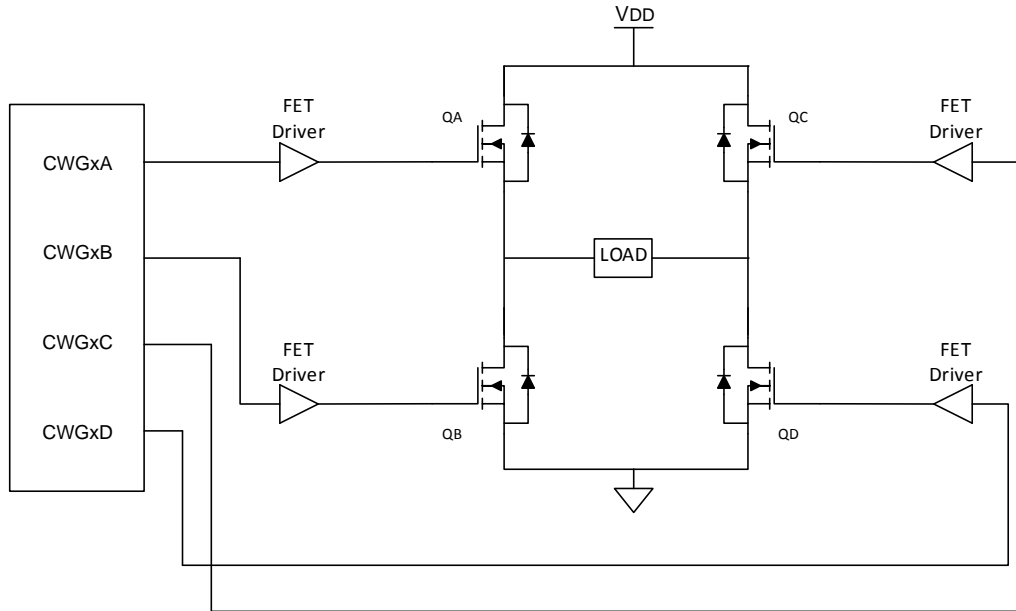 VDD
FET
Driver
QA
QC
FET
Driver
CWGxA
CWGxB
LOAD
CWGxC
FET
Driver
FET
Driver
CWGxD
QB
QD